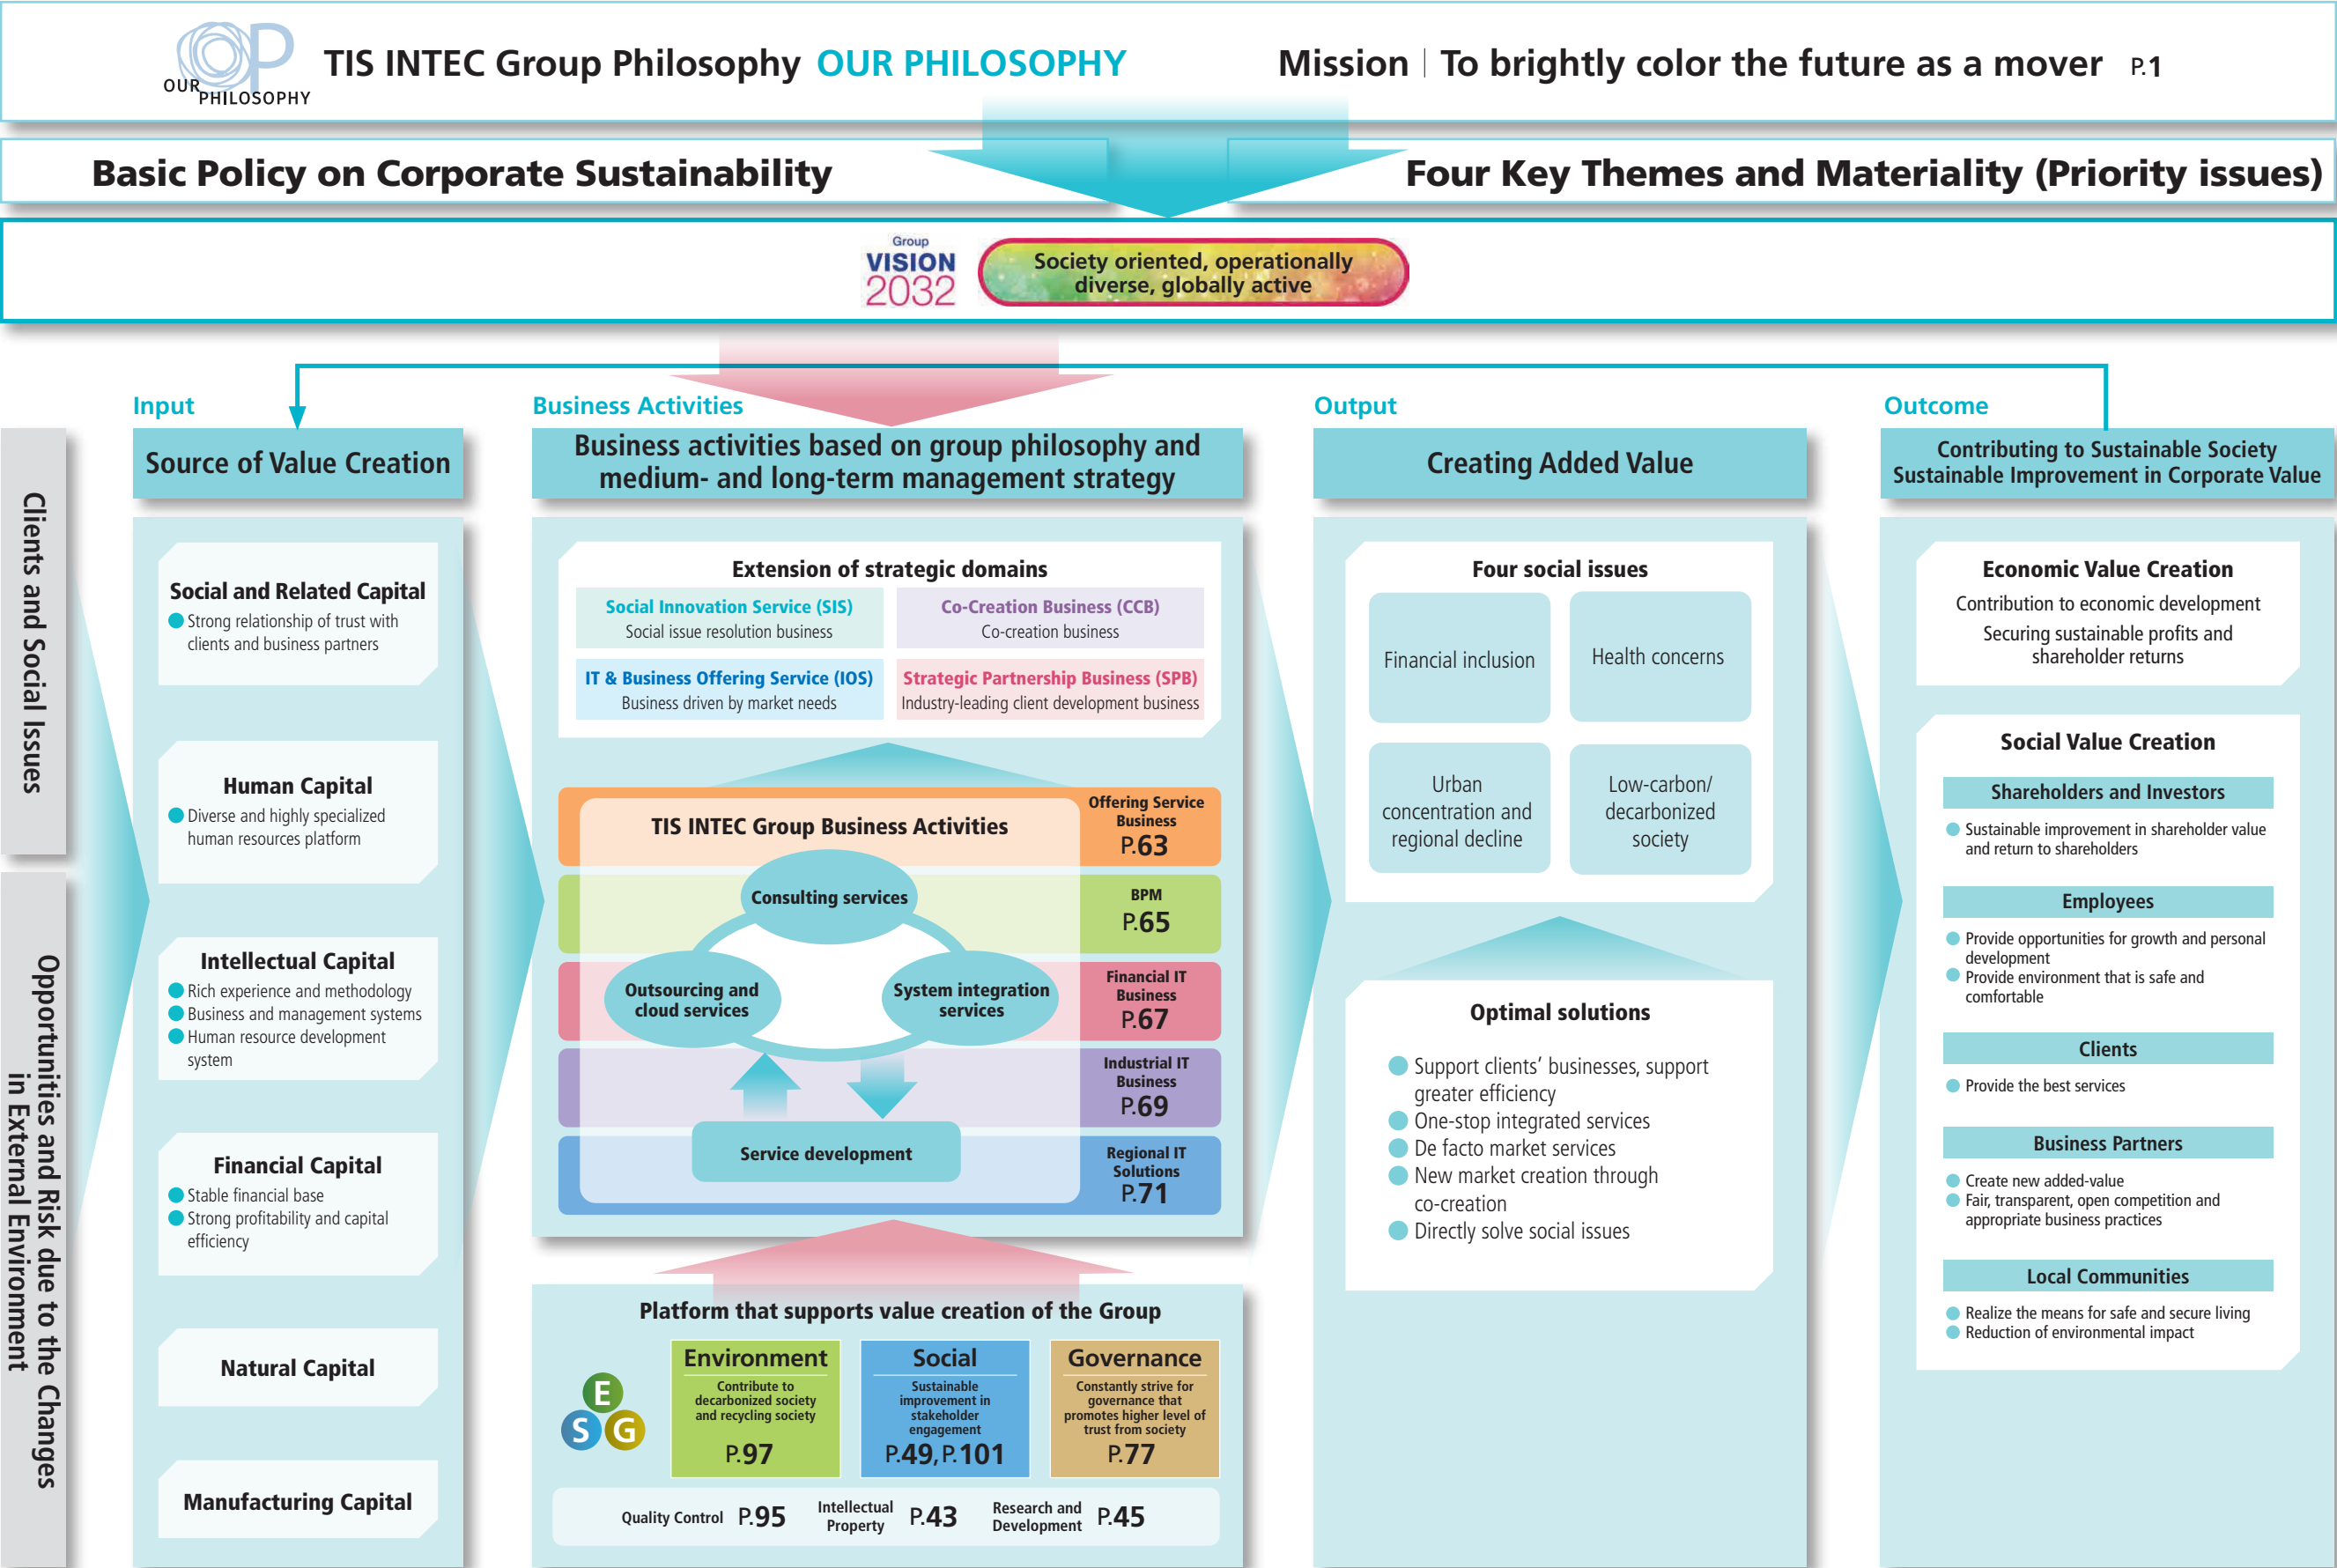 OUR
PHILOSOPHY
OP
TIS INTEC Group Philosophy OUR PHILOSOPHY
Mission | To brightly color the future as a mover P.1
Basic Policy on Corporate Sustainability
Four Key Themes and Materiality (Priority issues)
Group
VISION
2032
Society oriented, operationally
diverse, globally active
Clients and Social Issues
Opportunities and Risk due to the Changes
in External Environment
Input
Source of Value Creation
Social and Related Capital
Strong relationship of trust with
clients and business partners
Human Capital
Diverse and highly specialized
human resources platform
Intellectual Capital
Rich experience and methodology
Business and management systems
Human resource development
system
Financial Capital
Stable financial base
Strong profitability and capital
efficiency
Natural Capital
Manufacturing Capital
Business Activities
Business activities based on group philosophy and
medium- and long-term management strategy
Extension of strategic domains
Social Innovation Service (SIS)
Social issue resolution business
Co-Creation Business (CCB)
Co-creation business
IT & Business Offering Service (IOS)
Business driven by market needs
Strategic Partnership Business (SPB)
Industry-leading client development business
TIS INTEC Group Business Activities
Consulting services
Outsourcing and
cloud services
System integration
services
Service development
Offering Service
Business
P.63
BPM
P.65
Financial IT
Business
P.67
Industrial IT
Business
P.69
Regional IT
Solutions
P.71
Platform that supports value creation of the Group
E
S G
Environment
Contribute to
decarbonized society
and recycling society
P.97
Social
Sustainable
improvement in
stakeholder
engagement
P.49, P.101
Governance
Constantly strive for
governance that
promotes higher level of
trust from society
P.77
Quality Control P.95
Intellectual
Property P.43
Research and
Development P.45
Output
Creating Added Value
Four social issues
Financial inclusion
Health concerns
Urban
concentration and
regional decline
Low-carbon/
decarbonized
society
Optimal solutions
Support clients' businesses, support
greater efficiency
One-stop integrated services
De facto market services
New market creation through
co-creation
Directly solve social issues
Outcome
Contributing to Sustainable Society
Sustainable Improvement in Corporate Value
Economic Value Creation
Contribution to economic development
Securing sustainable profits and
shareholder returns
Social Value Creation
Shareholders and Investors
Sustainable improvement in shareholder value
and return to shareholders
Employees
Provide opportunities for growth and personal
development
Provide environment that is safe and
comfortable
Clients
Provide the best services
Business Partners
Create new added-value
Fair, transparent, open competition and
appropriate business practices
Local Communities
Realize the means for safe and secure living
Reduction of environmental impact